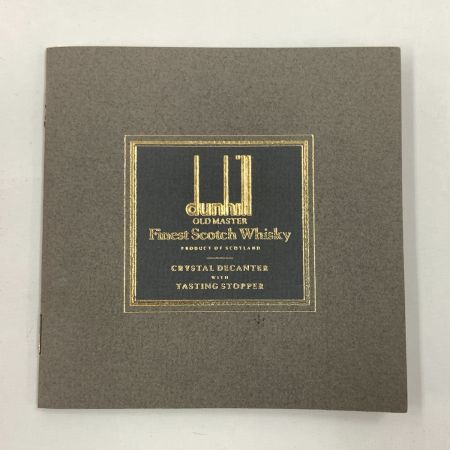 dunhill
OLD MASTER
Finest Scotch Whisky
PRODUCT OF SCOTLAND
CRYSTAL DECANTER
WITH
TASTING STOPPER